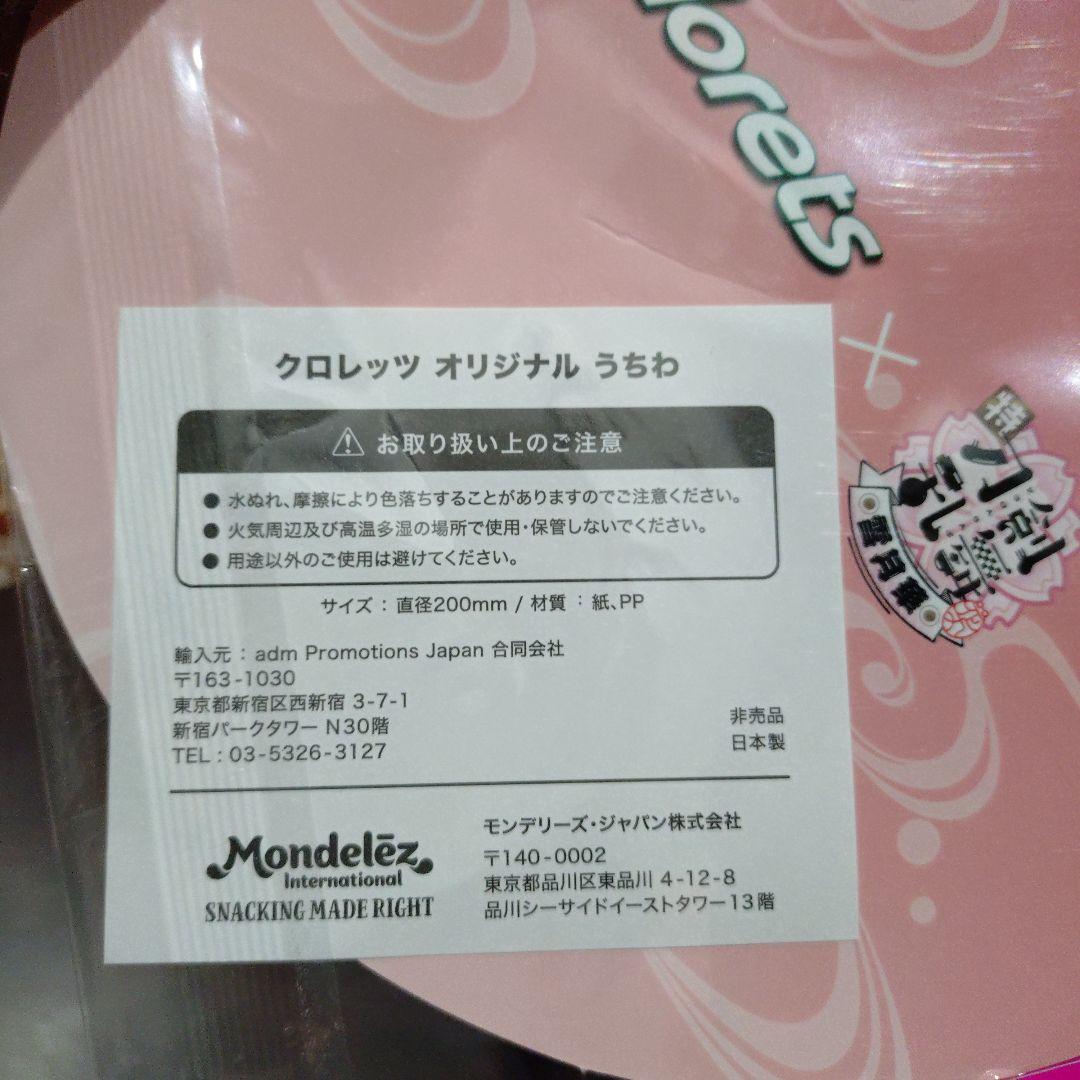 lorets
×
特
刀剣乱舞
雪月華
クロレッツ オリジナル うちわ
お取り扱い上のご注意
● 水ぬれ、摩擦により色落ちすることがありますのでご注意ください。
● 火気周辺及び高温多湿の場所で使用・保管しないでください。
● 用途以外のご使用は避けてください。
サイズ：直径200mm / 材質：紙、PP
輸入元：adm Promotions Japan 合同会社
〒163-1030
東京都新宿区西新宿 3-7-1
新宿パークタワー N30階
TEL : 03-5326-3127
非売品
日本製
Mondelēz
International
SNACKING MADE RIGHT
モンデリーズ・ジャパン株式会社
〒140-0002
東京都品川区東品川 4-12-8
品川シーサイドイーストタワー13階